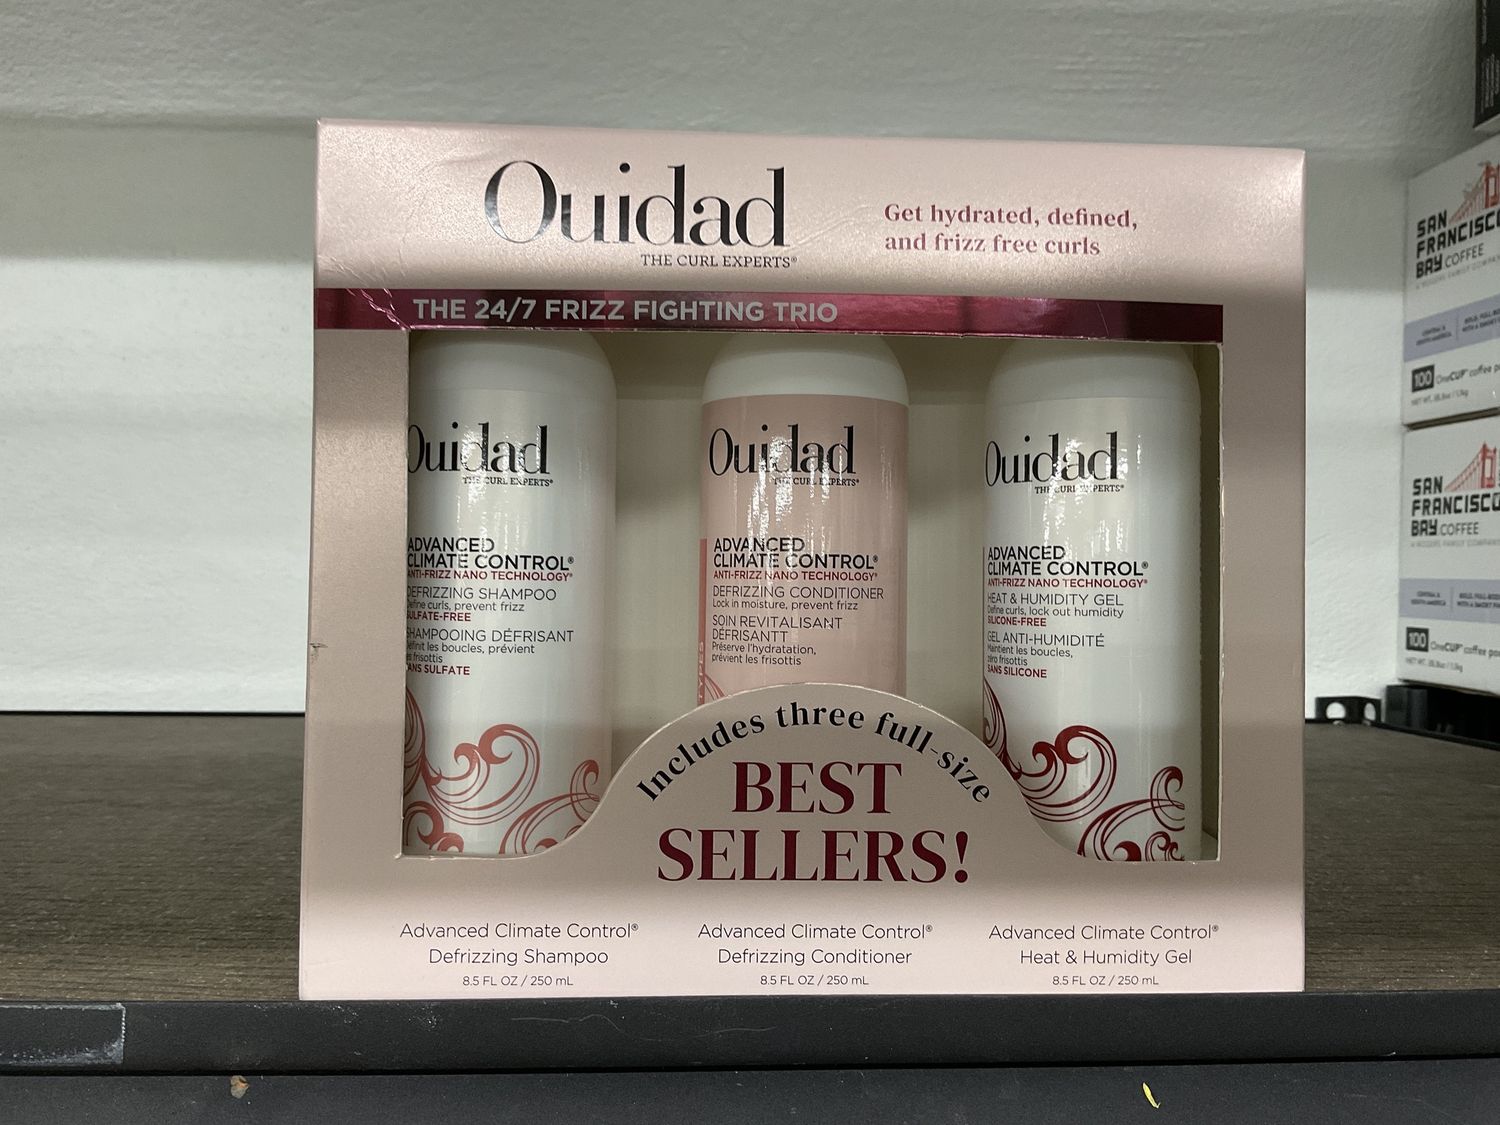 Ouidad
THE CURL EXPERTS®
Get hydrated, defined,
and frizz free curls
THE 24/7 FRIZZ FIGHTING TRIO
Ouidad
THE CURL EXPERTS®
ADVANCED
CLIMATE CONTROL®
ANTI-FRIZZ NANO TECHNOLOGY®
DEFRIZZING SHAMPOO
Define curls, prevent frizz
SULFATE-FREE
SHAMPOOING DÉFRISANT
Définit les boucles, prévient
les frisottis
SANS SULFATE
Ouidad
THE CURL EXPERTS®
ADVANCED
CLIMATE CONTROL®
ANTI-FRIZZ NANO TECHNOLOGY®
DEFRIZZING CONDITIONER
Lock in moisture, prevent frizz
SOIN REVITALISANT
DÉFRISANTT
Préserve l'hydratation,
prévient les frisottis
TYPES
Ouidad
THE CURL EXPERTS®
ADVANCED
CLIMATE CONTROL®
ANTI-FRIZZ NANO TECHNOLOGY®
HEAT & HUMIDITY GEL
Define curls, lock out humidity
SILICONE-FREE
GEL ANTI-HUMIDITÉ
Maintient les boucles,
zéro frisottis
SANS SILICONE
Includes three full-size
BEST
SELLERS!
Advanced Climate Control®
Defrizzing Shampoo
8.5 FL OZ / 250 mL
Advanced Climate Control®
Defrizzing Conditioner
8.5 FL OZ / 250 mL
Advanced Climate Control®
Heat & Humidity Gel
8.5 FL OZ / 250 mL
SAN
FRANCISCO
BAY COFFEE
100 OneCUP™ coffee
SAN
FRANCISCO
BAY COFFEE
100 OneCUP™ coffee